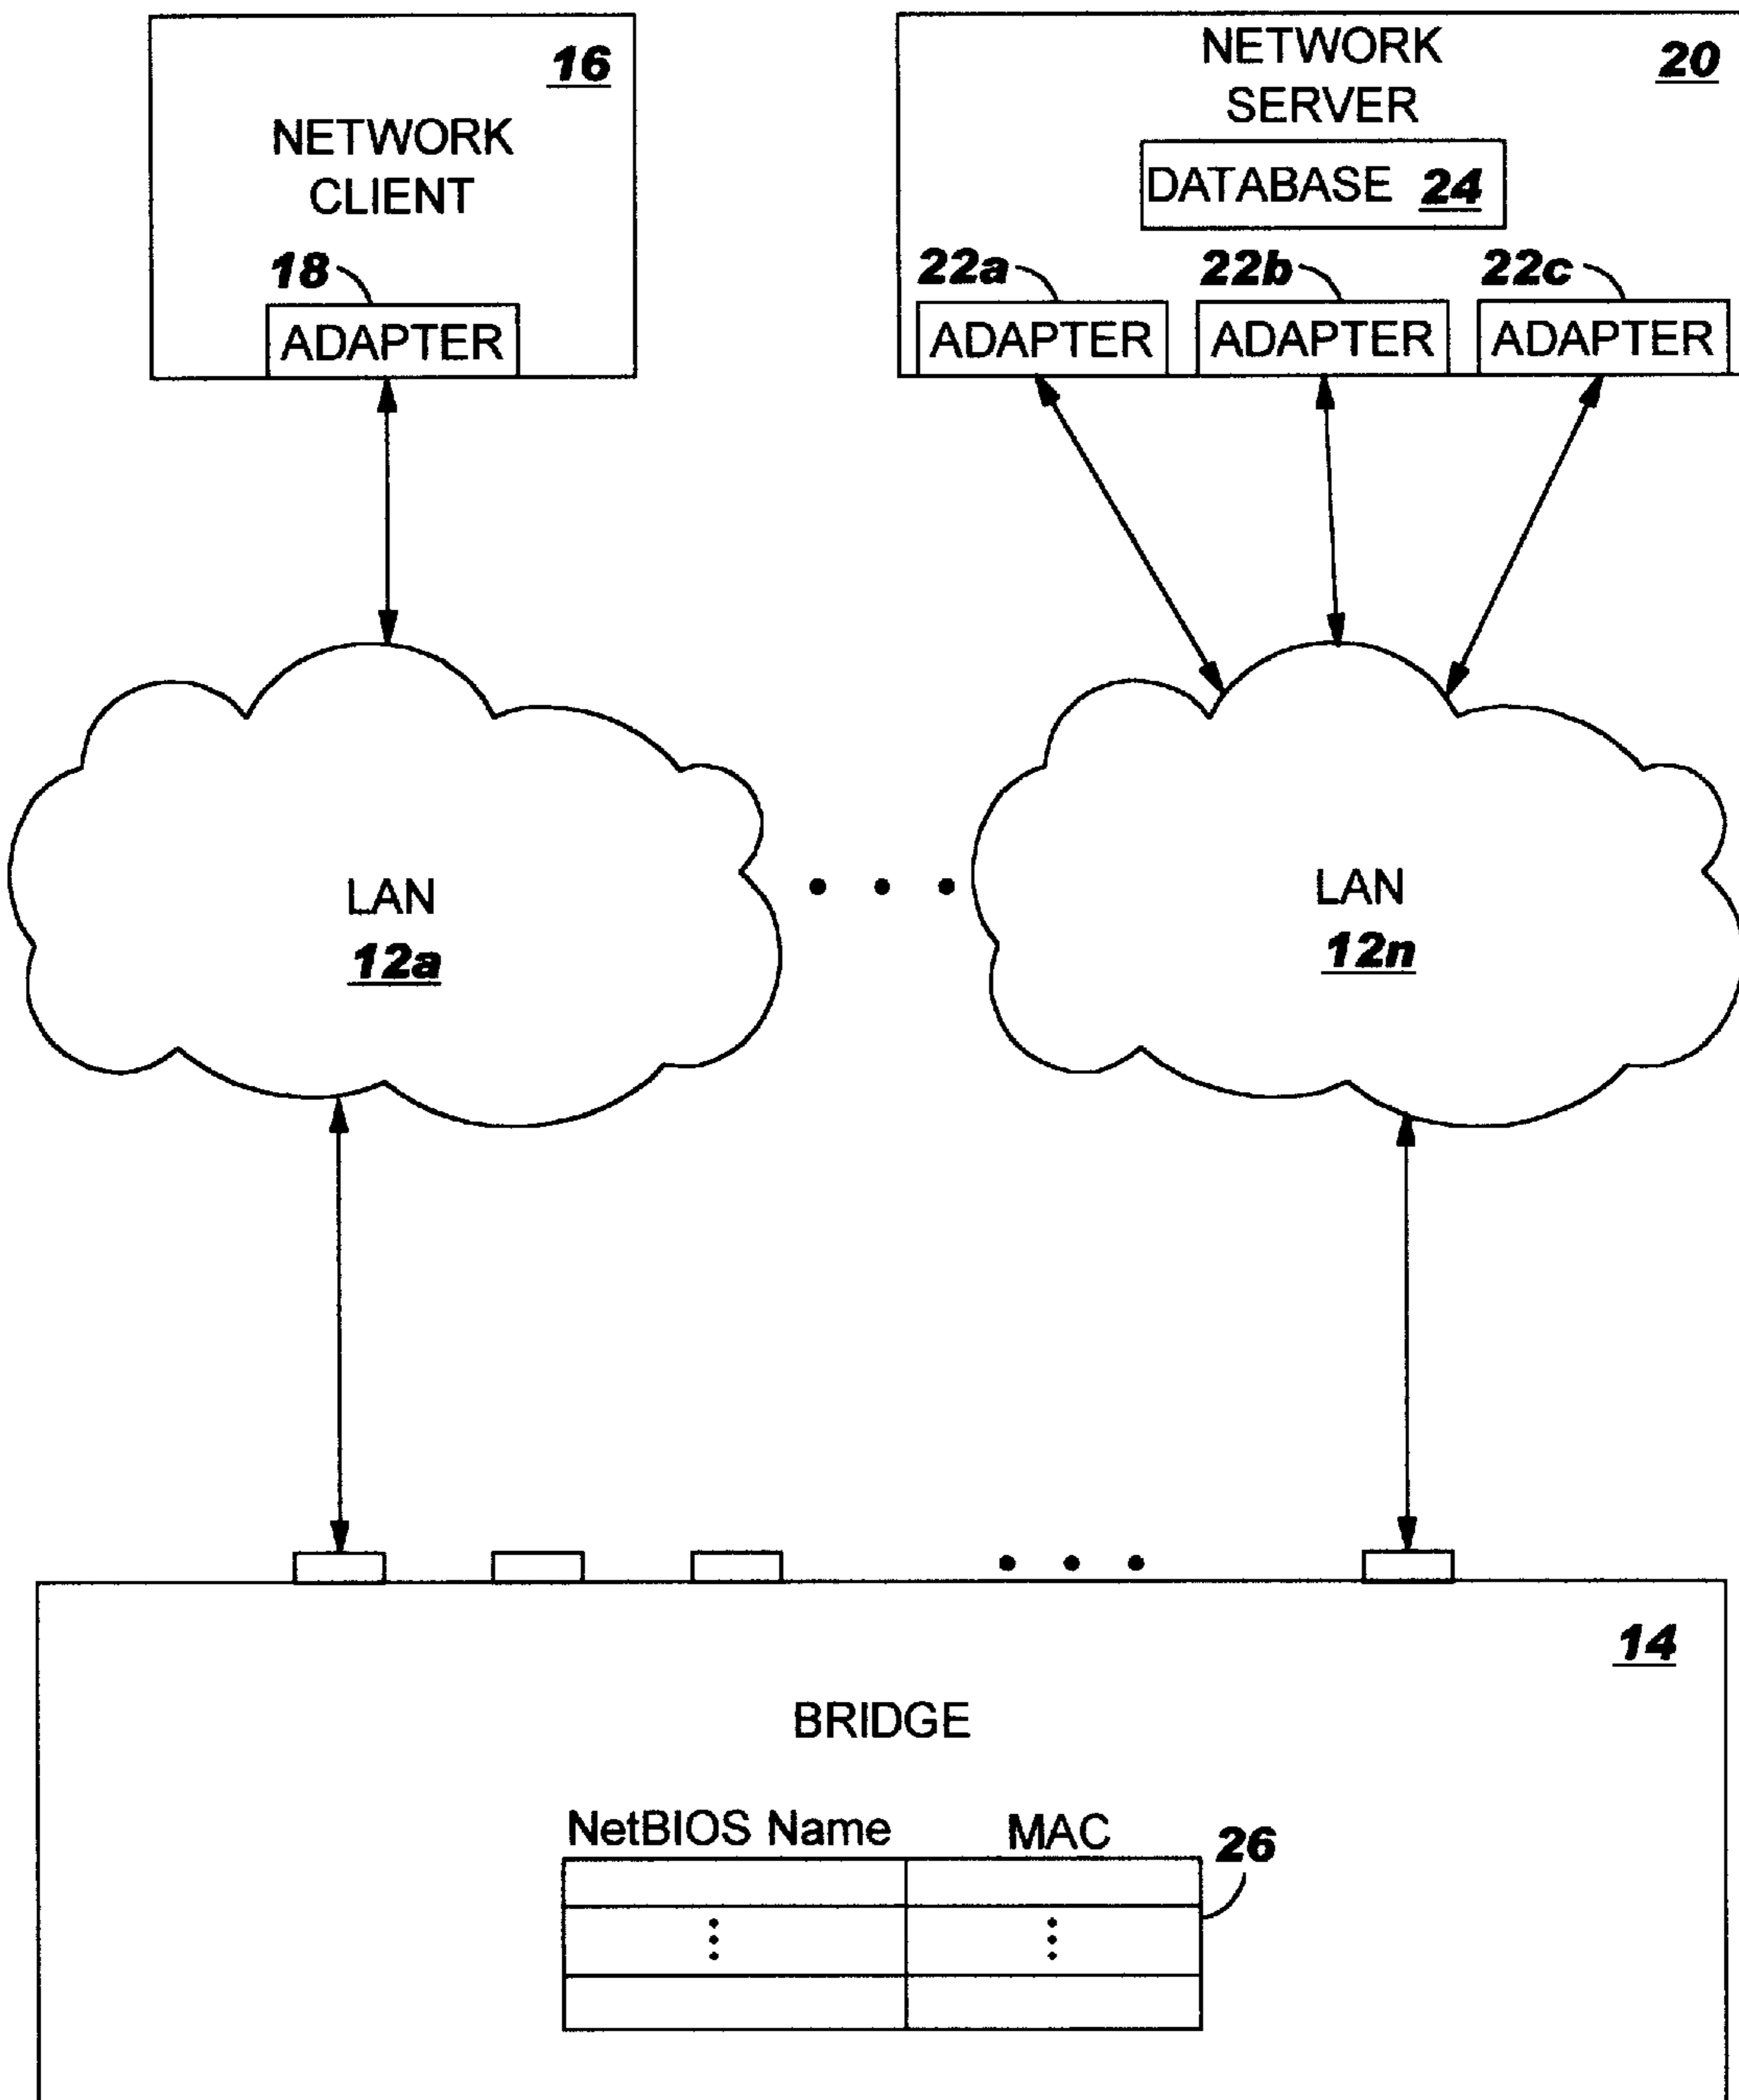 16
NETWORK
CLIENT
18
ADAPTER
NETWORK
SERVER
20
DATABASE 24
22a 22b 22c
ADAPTER ADAPTER ADAPTER
LAN
12a
LAN
12n
14
BRIDGE
NetBIOS Name MAC
26